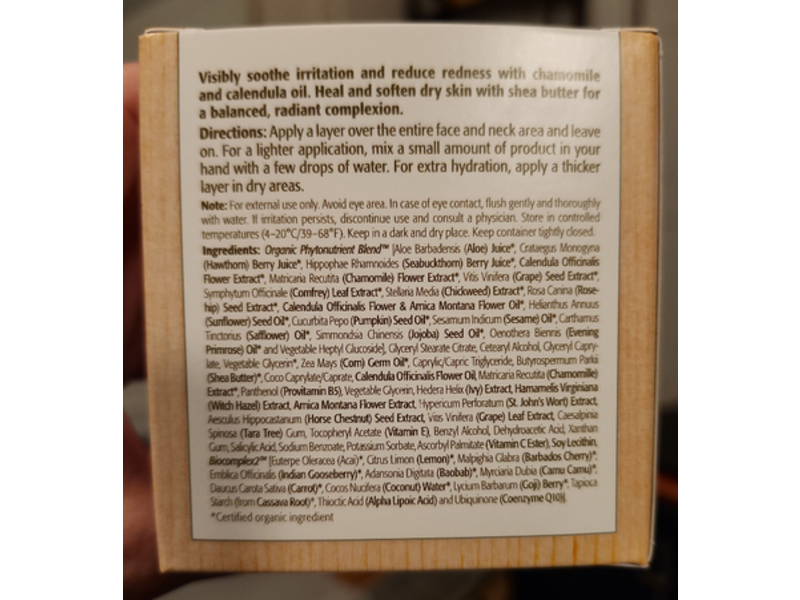 Visibly soothe irritation and reduce redness with chamomile
and calendula oil. Heal and soften dry skin with shea butter for
a balanced, radiant complexion.
Directions: Apply a layer over the entire face and neck area and leave
on. For a lighter application, mix a small amount of product in your
hand with a few drops of water. For extra hydration, apply a thicker
layer in dry areas.
Note: For external use only. Avoid eye area. In case of eye contact, flush gently and thoroughly
with water. If irritation persists, discontinue use and consult a physician. Store in controlled
temperatures (4–20°C/39–68°F). Keep in a dark and dry place. Keep container tightly closed.
Ingredients: Organic Phytonutrient Blend™ [Aloe Barbadensis (Aloe) Juice*, Crataegus Monogyna
(Hawthorn) Berry Juice*, Hippophae Rhamnoides (Seabuckthorn) Berry Juice*, Calendula Officinalis
Flower Extract*, Matricaria Recutita (Chamomile) Flower Extract*, Vitis Vinifera (Grape) Seed Extract*,
Symphytum Officinale (Comfrey) Leaf Extract*, Stellaria Media (Chickweed) Extract*, Rosa Canina (Rose-
hip) Seed Extract*, Calendula Officinalis Flower & Arnica Montana Flower Oil*, Helianthus Annuus
(Sunflower) Seed Oil*, Cucurbita Pepo (Pumpkin) Seed Oil*, Sesamum Indicum (Sesame) Oil*, Carthamus
Tinctorius (Safflower) Oil*, Simmondsia Chinensis (Jojoba) Seed Oil*, Oenothera Biennis (Evening
Primrose) Oil* and Vegetable Heptyl Glucoside], Glyceryl Stearate Citrate, Cetearyl Alcohol, Glyceryl Capry-
late, Vegetable Glycerin*, Zea Mays (Corn) Germ Oil*, Caprylic/Capric Triglyceride, Butyrospermum Parkii
(Shea Butter)*, Coco Caprylate/Caprate, Calendula Officinalis Flower Oil, Matricaria Recutita (Chamomille)
Extract*, Panthenol (Provitamin B5), Vegetable Glycerin, Hedera Helix (Ivy) Extract, Hamamelis Virginiana
(Witch Hazel) Extract, Arnica Montana Flower Extract, Hypericum Perforatum (St. John's Wort) Extract,
Aesculus Hippocastanum (Horse Chestnut) Seed Extract, Vitis Vinifera (Grape) Leaf Extract, Caesalpinia
Spinosa (Tara Tree) Gum, Tocopheryl Acetate (Vitamin E), Benzyl Alcohol, Dehydroacetic Acid, Xanthan
Gum, Salicylic Acid, Sodium Benzoate, Potassium Sorbate, Ascorbyl Palmitate (Vitamin C Ester), Soy Lecithin,
Biocomplex2™ [Euterpe Oleracea (Acai)*, Citrus Limon (Lemon)*, Malpighia Glabra (Barbados Cherry)*,
Emblica Officinalis (Indian Gooseberry)*, Adansonia Digitata (Baobab)*, Myrciaria Dubia (Camu Camu)*,
Daucus Carota Sativa (Carrot)*, Cocos Nucifera (Coconut) Water*, Lycium Barbarum (Goji) Berry*, Tapioca
Starch (from Cassava Root)*, Thioctic Acid (Alpha Lipoic Acid) and Ubiquinone (Coenzyme Q10)].
*Certified organic ingredient